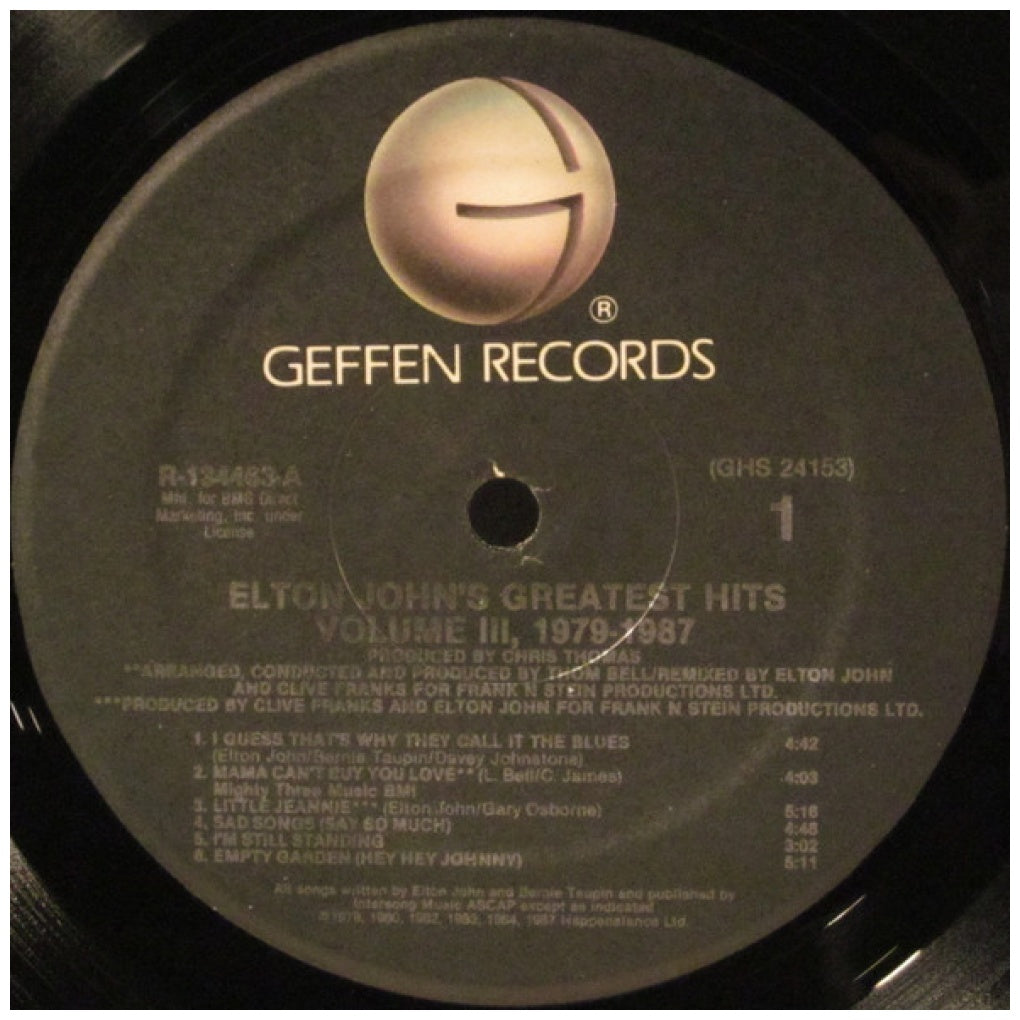 ®
GEFFEN RECORDS
R-134463-A
Mfd. for BMG Direct
Marketing, Inc. under
License
(GHS 24153)
1
ELTON JOHN'S GREATEST HITS
VOLUME III, 1979-1987
PRODUCED BY CHRIS THOMAS
**ARRANGED, CONDUCTED AND PRODUCED BY THOM BELL/REMIXED BY ELTON JOHN
AND CLIVE FRANKS FOR FRANK N STEIN PRODUCTIONS LTD.
***PRODUCED BY CLIVE FRANKS AND ELTON JOHN FOR FRANK N STEIN PRODUCTIONS LTD.
1. I GUESS THAT'S WHY THEY CALL IT THE BLUES 4:42
(Elton John/Bernie Taupin/Davey Johnstone)
2. MAMA CAN'T BUY YOU LOVE** (L. Bell/C. James) 4:03
Mighty Three Music BMI
3. LITTLE JEANNIE*** (Elton John/Gary Osborne) 5:16
4. SAD SONGS (SAY SO MUCH) 4:48
5. I'M STILL STANDING 3:02
6. EMPTY GARDEN (HEY HEY JOHNNY) 5:11
All songs written by Elton John and Bernie Taupin and published by
Intersong Music ASCAP except as indicated
℗1979, 1980, 1982, 1983, 1984, 1987 Happenstance Ltd.